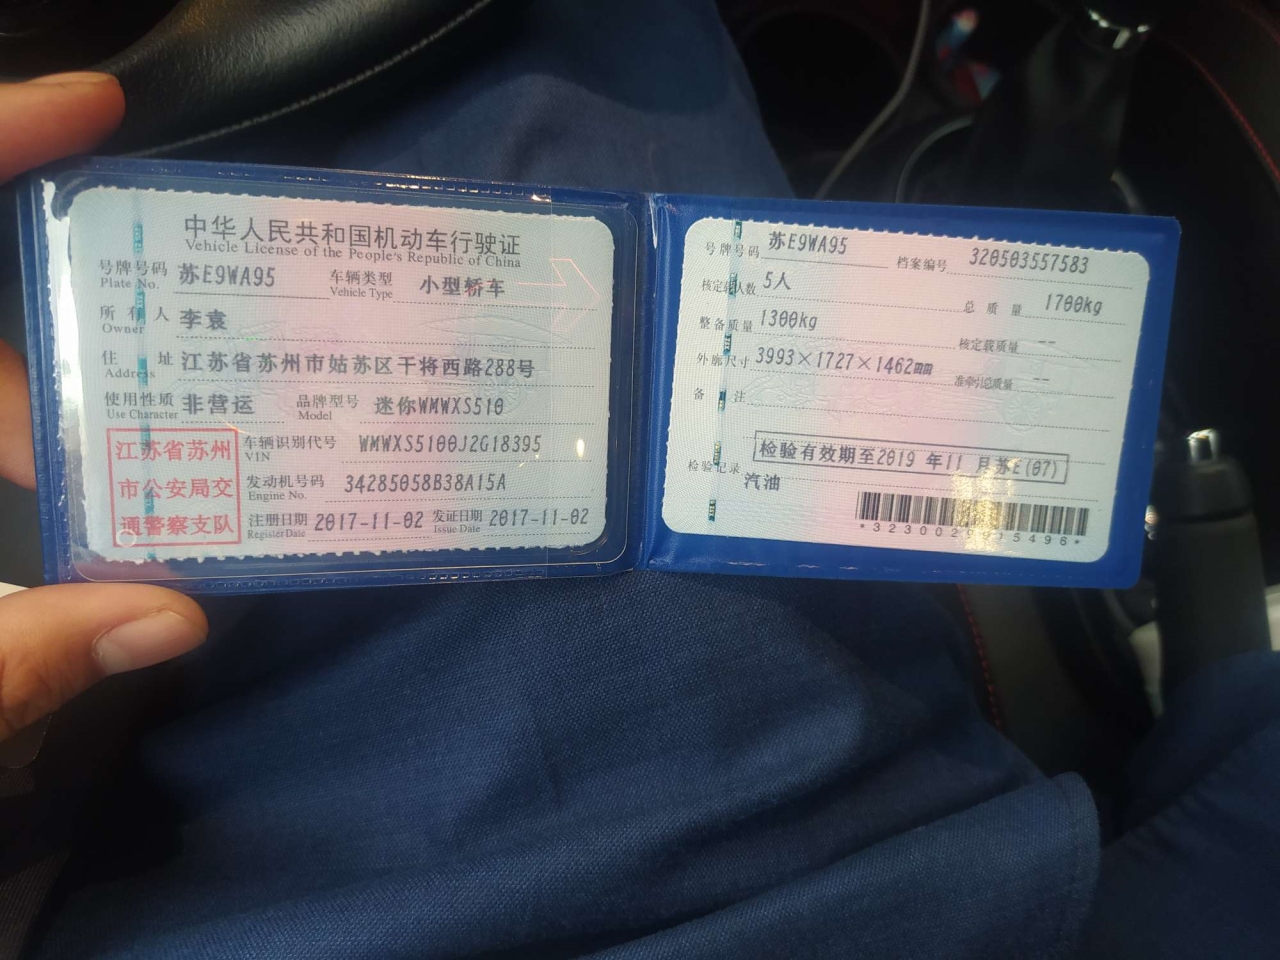 中华人民共和国机动车行驶证
Vehicle License of the People's Republic of China
号牌号码 苏E9WA95 车辆类型 小型轿车
Plate No. Vehicle Type
所有人 李袁
Owner
住 址 江苏省苏州市姑苏区干将西路288号
Address
使用性质 非营运 品牌型号 迷你WMWXS510
Use Character Model
江苏省苏州
市公安局交
通警察支队
车辆识别代号 WMWXS5100J2G18395
VIN
发动机号码 34285058B38A15A
Engine No.
注册日期 2017-11-02 发证日期 2017-11-02
Register Date Issue Date
号牌号码 苏E9WA95 档案编号 320503557583
核定载人数 5人 总质量 1700kg
整备质量 1300kg 核定载质量 --
外廓尺寸 3993×1727×1462mm 准牵引总质量 --
备 注
检验有效期至2019年11月苏E(07)
检验记录
汽油